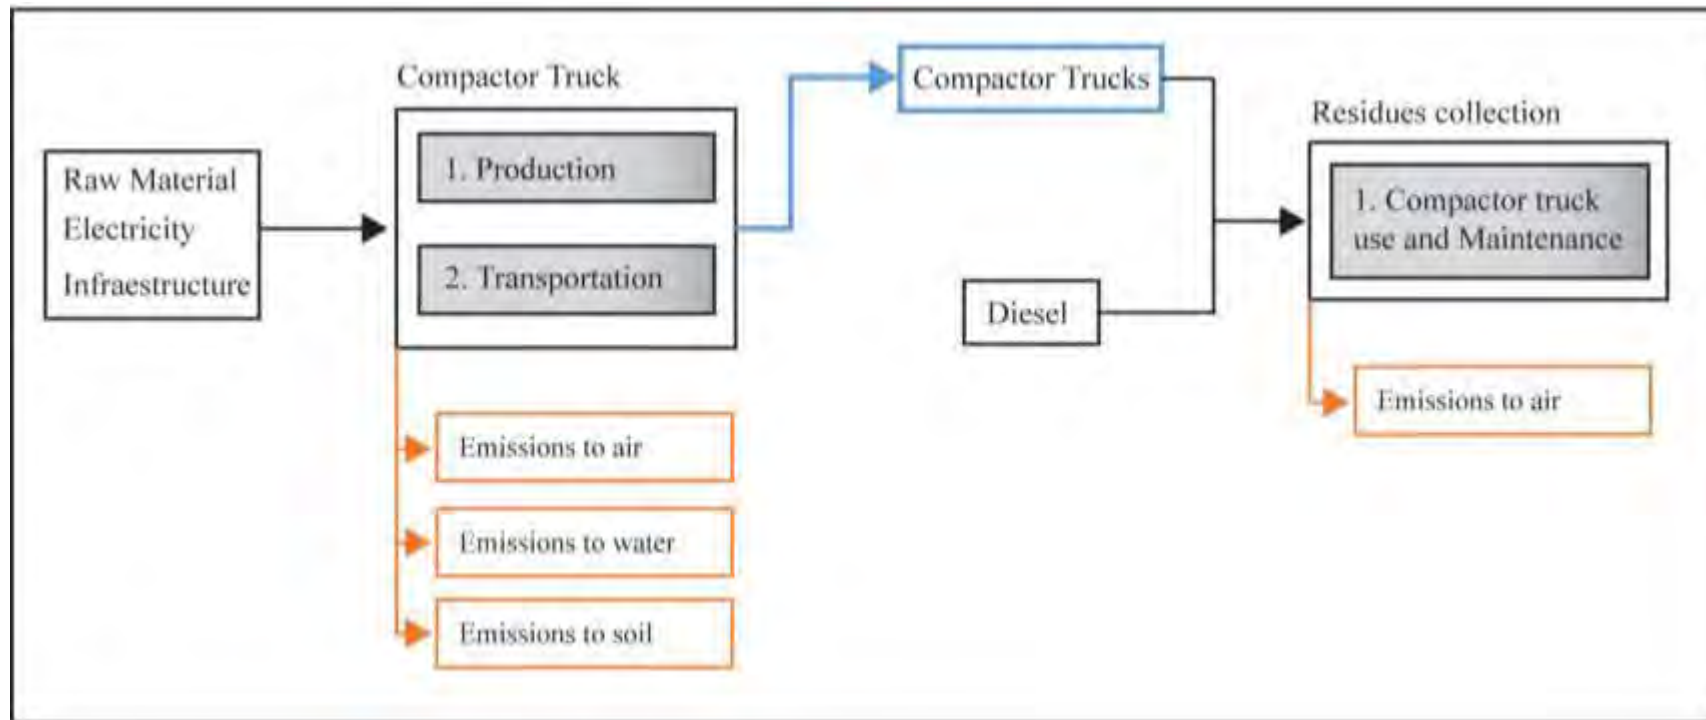 Compactor Truck
Raw Material
Electricity
Infraestructure
1. Production
2. Transportation
Emissions to air
Emissions to water
Emissions to soil
Compactor Trucks
Diesel
Residues collection
1. Compactor truck
use and Maintenance
Emissions to air